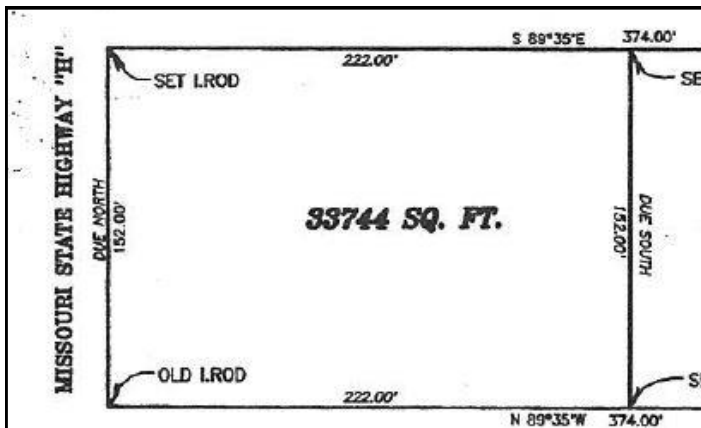 S 89°35'E 374.00'
222.00'
SET I.ROD
MISSOURI STATE HIGHWAY "H"
DUE NORTH
152.00'
33744 SQ. FT.
152.00'
DUE SOUTH
OLD I.ROD
222.00'
N 89°35'W 374.00'